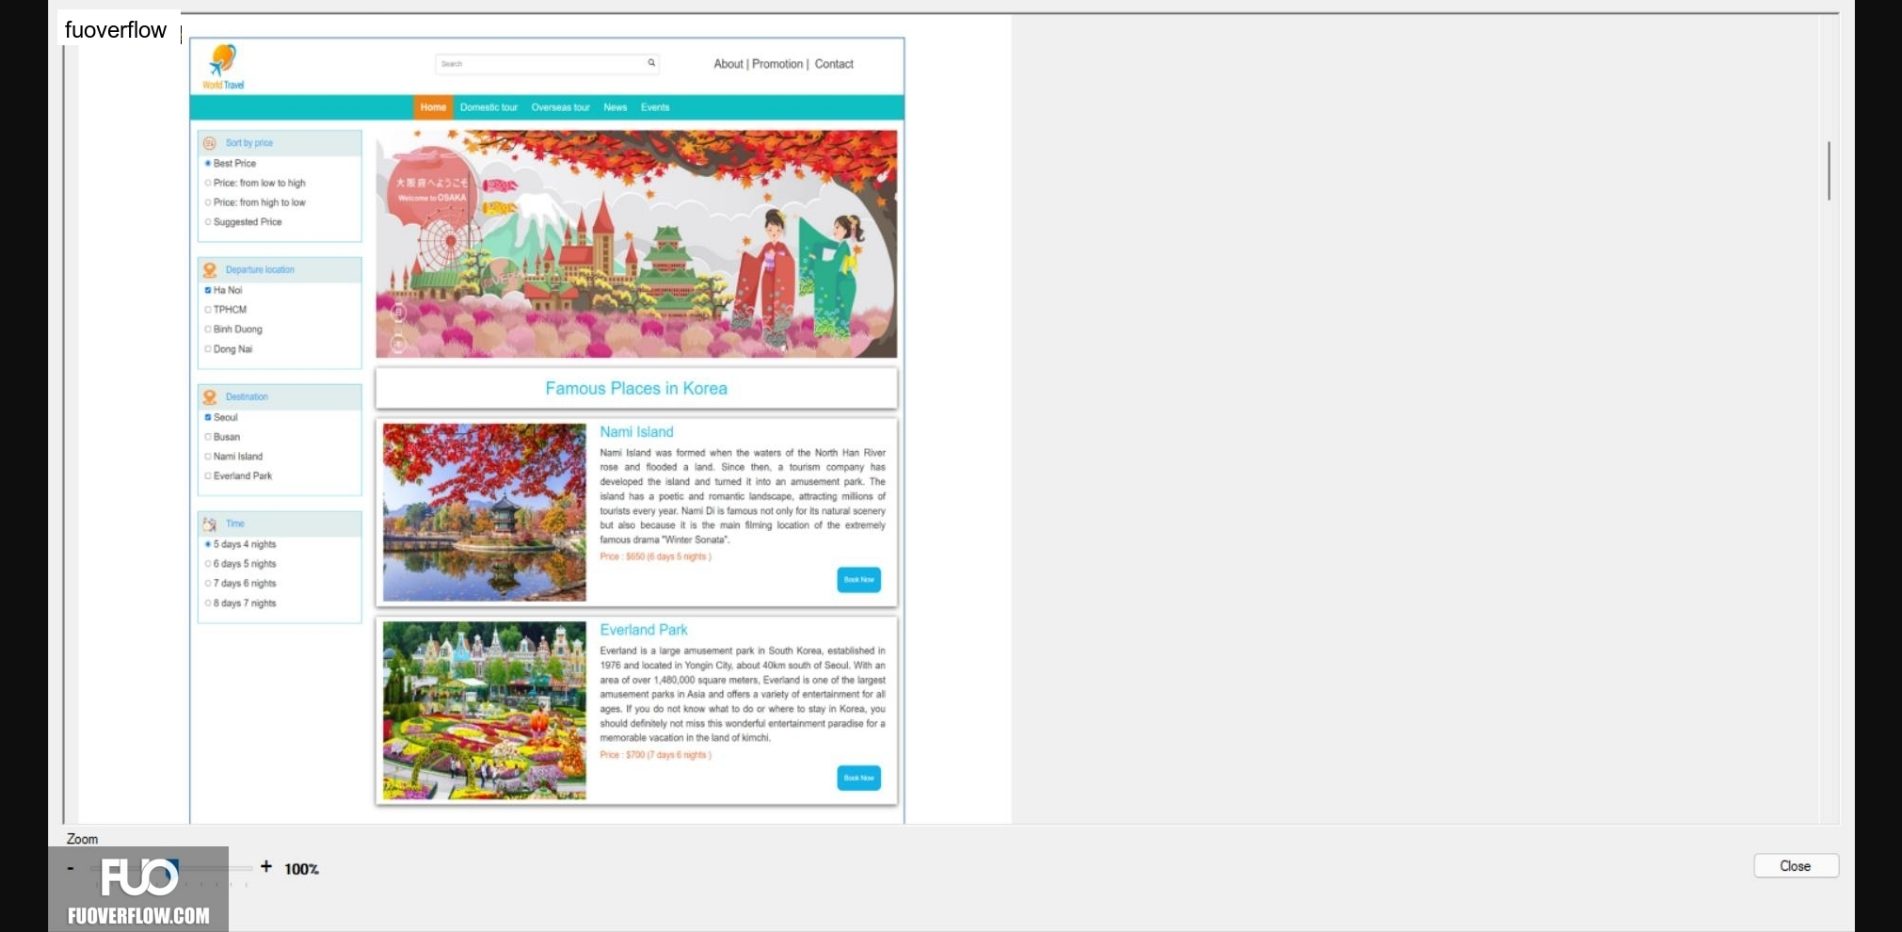 fuoverflow
World Travel
Search
About | Promotion | Contact
Home Domestic tour Overseas tour News Events
Sort by price
Best Price
Price: from low to high
Price: from high to low
Suggested Price
Departure location
Ha Noi
TPHCM
Binh Duong
Dong Nai
Destination
Seoul
Busan
Nami Island
Everland Park
Time
5 days 4 nights
6 days 5 nights
7 days 6 nights
8 days 7 nights
大阪府へようこそ
Welcome to OSAKA
Famous Places in Korea
Nami Island
Nami Island was formed when the waters of the North Han River
rose and flooded a land. Since then, a tourism company has
developed the island and turned it into an amusement park. The
island has a poetic and romantic landscape, attracting millions of
tourists every year. Nami Di is famous not only for its natural scenery
but also because it is the main filming location of the extremely
famous drama "Winter Sonata".
Price : $650 (6 days 5 nights )
Book Now
Everland Park
Everland is a large amusement park in South Korea, established in
1976 and located in Yongin City, about 40km south of Seoul. With an
area of over 1,480,000 square meters, Everland is one of the largest
amusement parks in Asia and offers a variety of entertainment for all
ages. If you do not know what to do or where to stay in Korea, you
should definitely not miss this wonderful entertainment paradise for a
memorable vacation in the land of kimchi.
Price : $700 (7 days 6 nights )
Book Now
Zoom
- + 100%
Close
FUO
FUOVERFLOW.COM